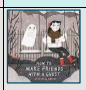 HOW TO
MAKE FRIENDS
WITH A GHOST